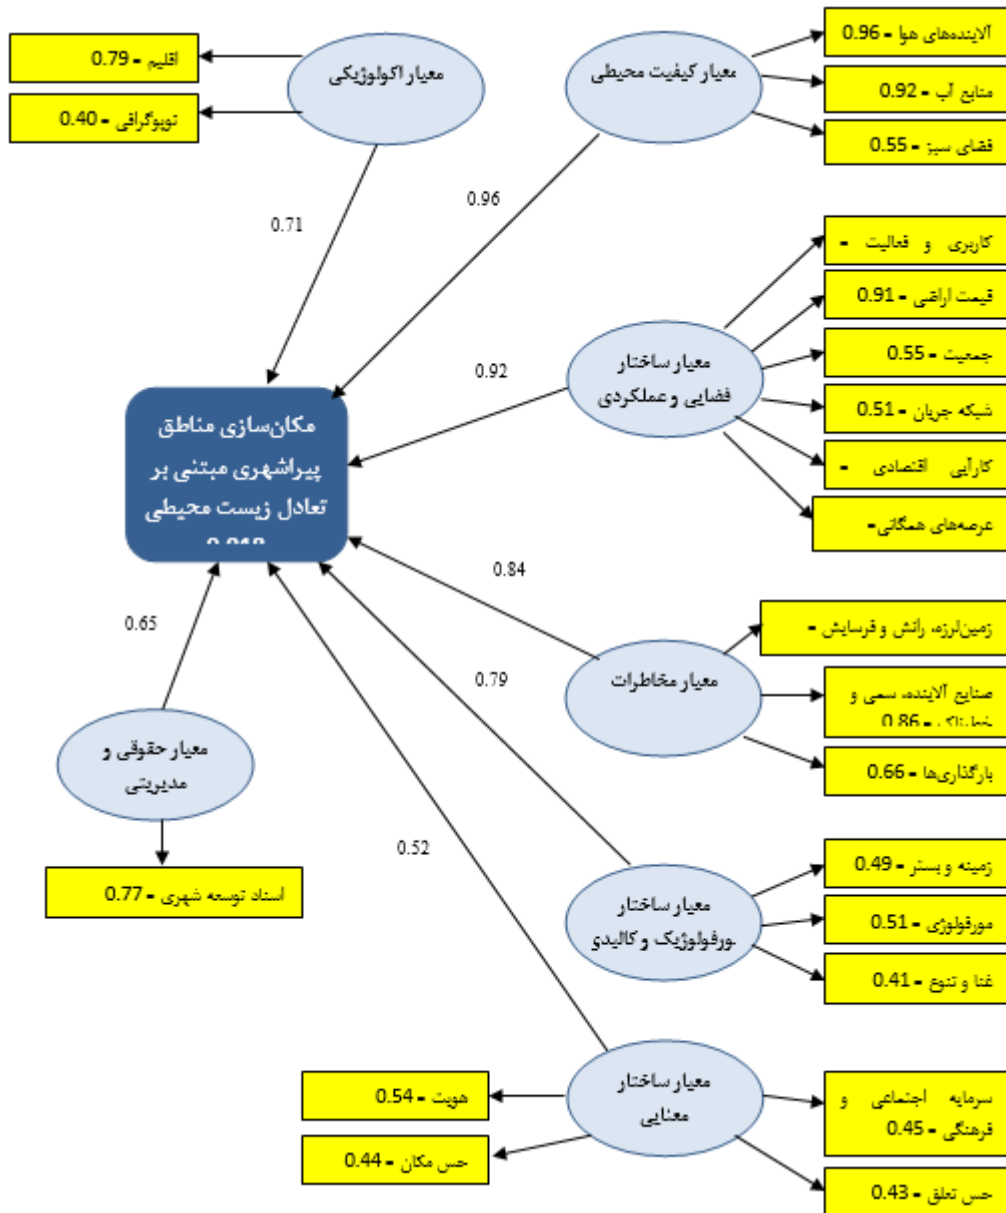 آلاینده‌های هوا - 0.96
منابع آب - 0.92
فضای سبز - 0.55
معیار کیفیت محیطی
معیار اکولوژیکی
اقلیم - 0.79
توپوگرافی - 0.40
0.71
0.96
کاربری و فعالیت -
قیمت اراضی - 0.91
جمعیت - 0.55
شبکه جریان - 0.51
کارآیی اقتصادی -
عرصه‌های همگانی-
معیار ساختار
فضایی و عملکردی
0.92
مکان‌سازی مناطق
پیراشهری مبتنی بر
تعادل زیست محیطی
0.84
زمین‌لرزه، رانش و فرسایش -
صنایع آلاینده، سمی و
0.86
بارگذاری‌ها - 0.66
معیار مخاطرات
0.65
0.79
معیار حقوقی و
مدیریتی
اسناد توسعه شهری - 0.77
0.52
زمینه و بستر - 0.49
مورفولوژی - 0.51
غنا و تنوع - 0.41
معیار ساختار
ورفولوژیک و کالبدی
معیار ساختار
معنایی
هویت - 0.54
حس مکان - 0.44
سرمایه اجتماعی و
فرهنگی - 0.45
حس تعلق - 0.43